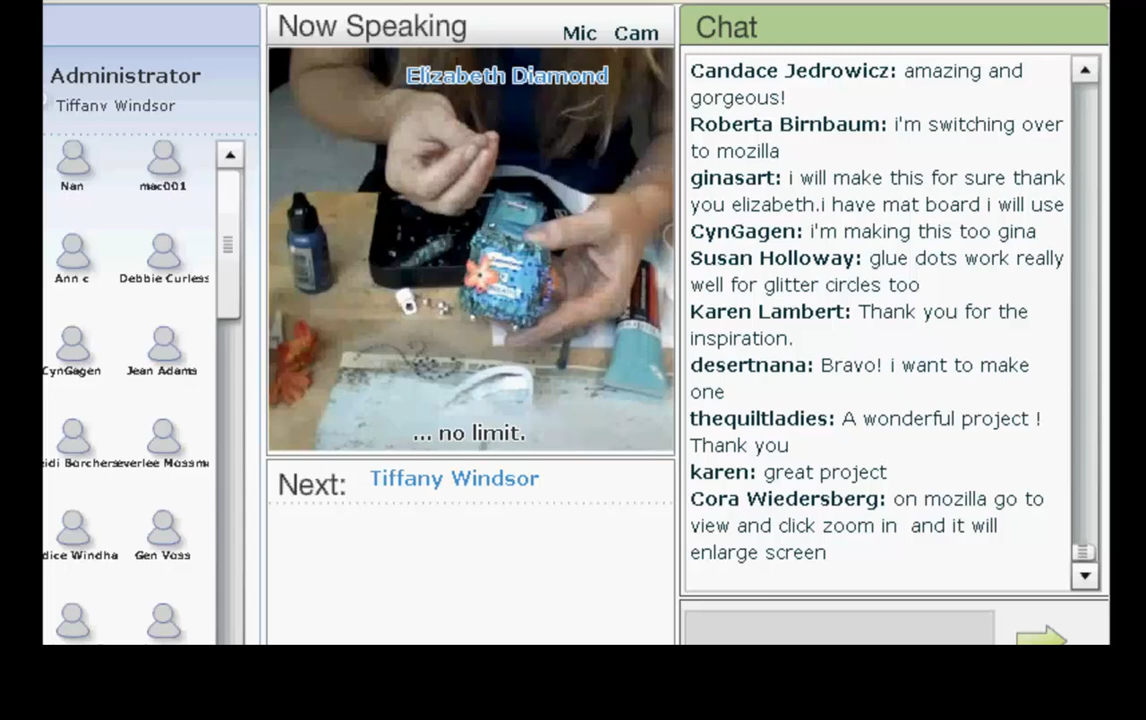 Administrator
Tiffany Windsor
Nan
mac001
Ann c
Debbie Curless
CynGagen
Jean Adams
Gen Voss
Now Speaking
Mic Cam
Elizabeth Diamond
... no limit.
Next: Tiffany Windsor
Chat
Candace Jedrowicz: amazing and
gorgeous!
Roberta Birnbaum: i'm switching over
to mozilla
ginasart: i will make this for sure thank
you elizabeth.i have mat board i will use
CynGagen: i'm making this too gina
Susan Holloway: glue dots work really
well for glitter circles too
Karen Lambert: Thank you for the
inspiration.
desertnana: Bravo! i want to make
one
thequiltladies: A wonderful project !
Thank you
karen: great project
Cora Wiedersberg: on mozilla go to
view and click zoom in and it will
enlarge screen